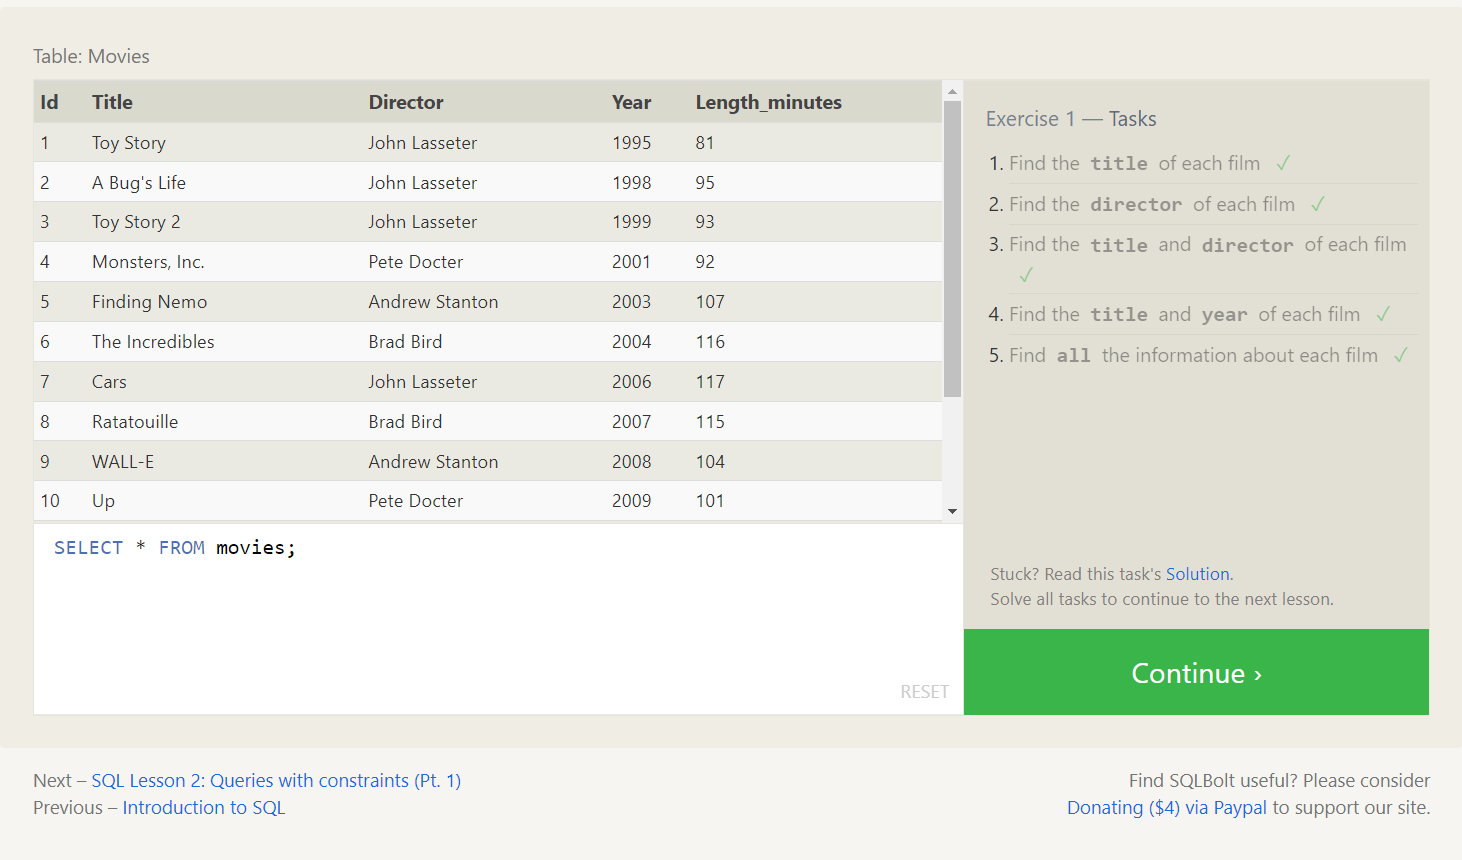 Table: Movies
Id Title Director Year Length_minutes
1 Toy Story John Lasseter 1995 81
2 A Bug's Life John Lasseter 1998 95
3 Toy Story 2 John Lasseter 1999 93
4 Monsters, Inc. Pete Docter 2001 92
5 Finding Nemo Andrew Stanton 2003 107
6 The Incredibles Brad Bird 2004 116
7 Cars John Lasseter 2006 117
8 Ratatouille Brad Bird 2007 115
9 WALL-E Andrew Stanton 2008 104
10 Up Pete Docter 2009 101
SELECT * FROM movies;
RESET
Exercise 1 — Tasks
1. Find the title of each film ✓
2. Find the director of each film ✓
3. Find the title and director of each film
✓
4. Find the title and year of each film ✓
5. Find all the information about each film ✓
Stuck? Read this task's Solution.
Solve all tasks to continue to the next lesson.
Continue ›
Next – SQL Lesson 2: Queries with constraints (Pt. 1)
Previous – Introduction to SQL
Find SQLBolt useful? Please consider
Donating ($4) via Paypal to support our site.